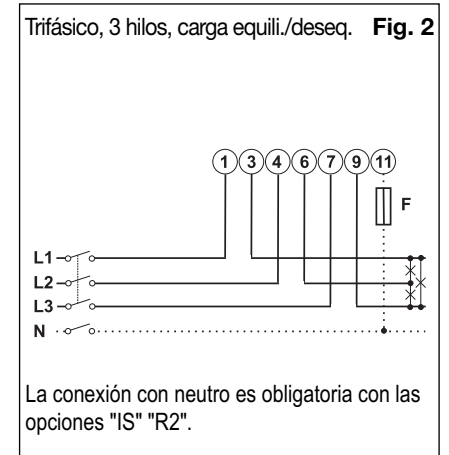 Trifásico, 3 hilos, carga equili./deseq. Fig. 2
1 3 4 6 7 9 11
F
L1
L2
L3
N
La conexión con neutro es obligatoria con las
opciones "IS" "R2".